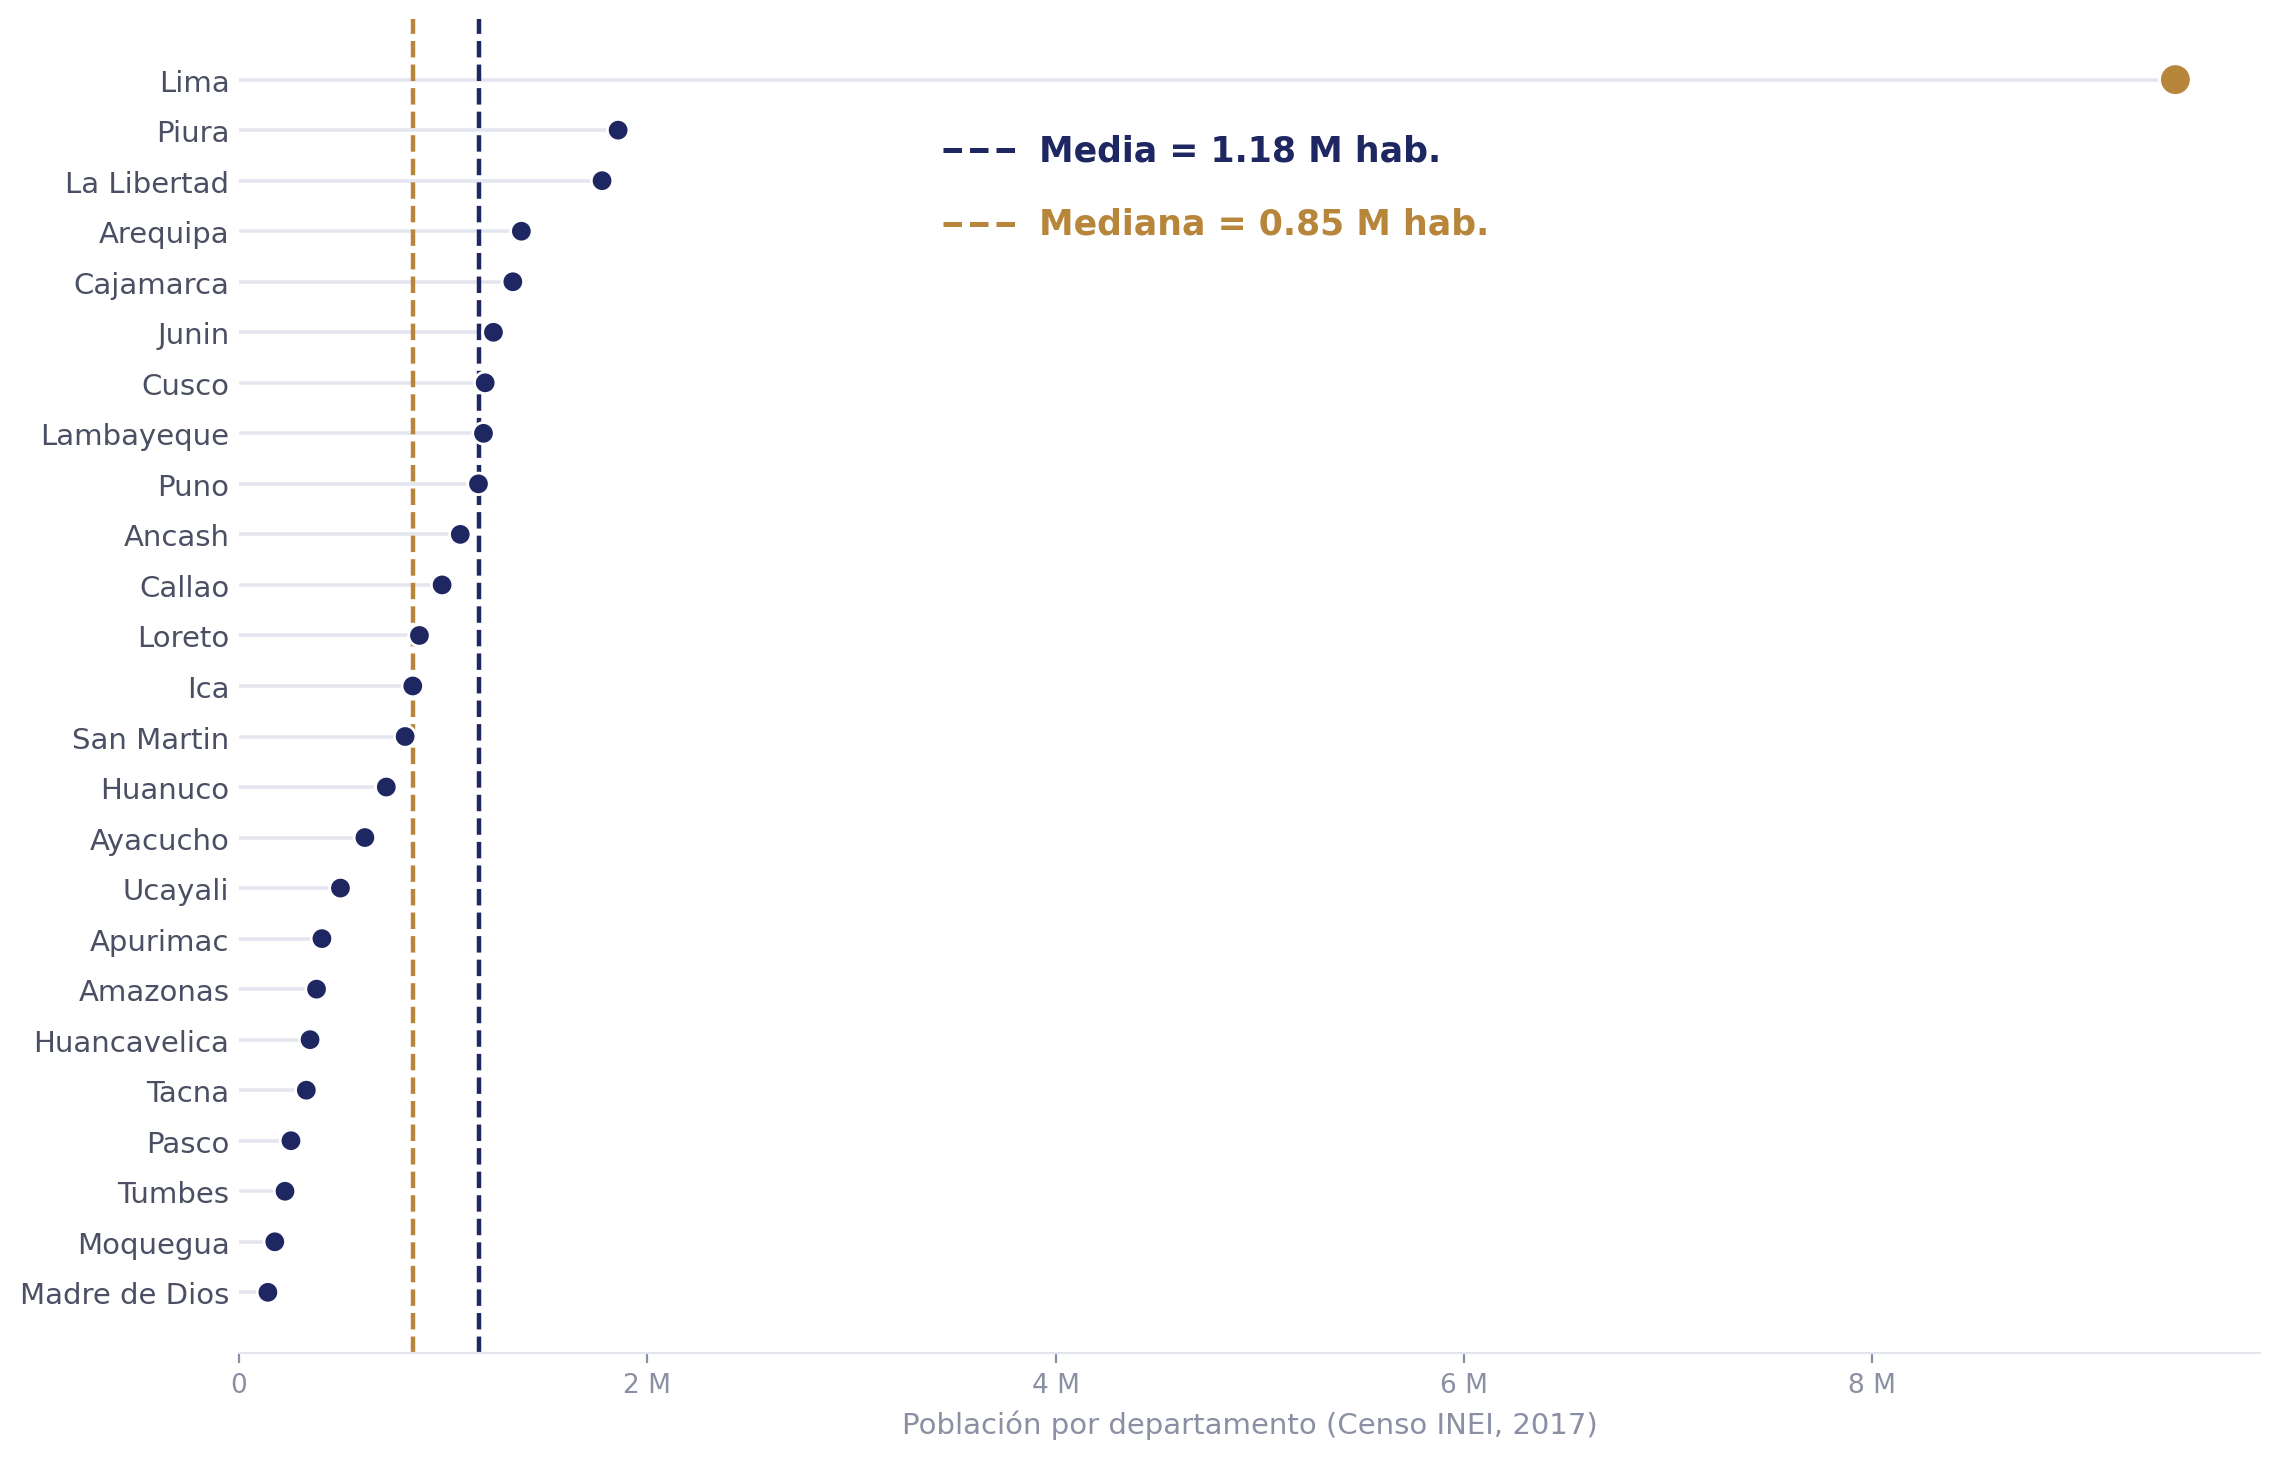 Lima
Piura
Media = 1.18 M hab.
La Libertad
Mediana = 0.85 M hab.
Arequipa
Cajamarca
Junin
Cusco
Lambayeque
Puno
Ancash
Callao
Loreto
Ica
San Martin
Huanuco
Ayacucho
Ucayali
Apurimac
Amazonas
Huancavelica
Tacna
Pasco
Tumbes
Moquegua
Madre de Dios
0 2 M 4 M 6 M 8 M
Población por departamento (Censo INEI, 2017)